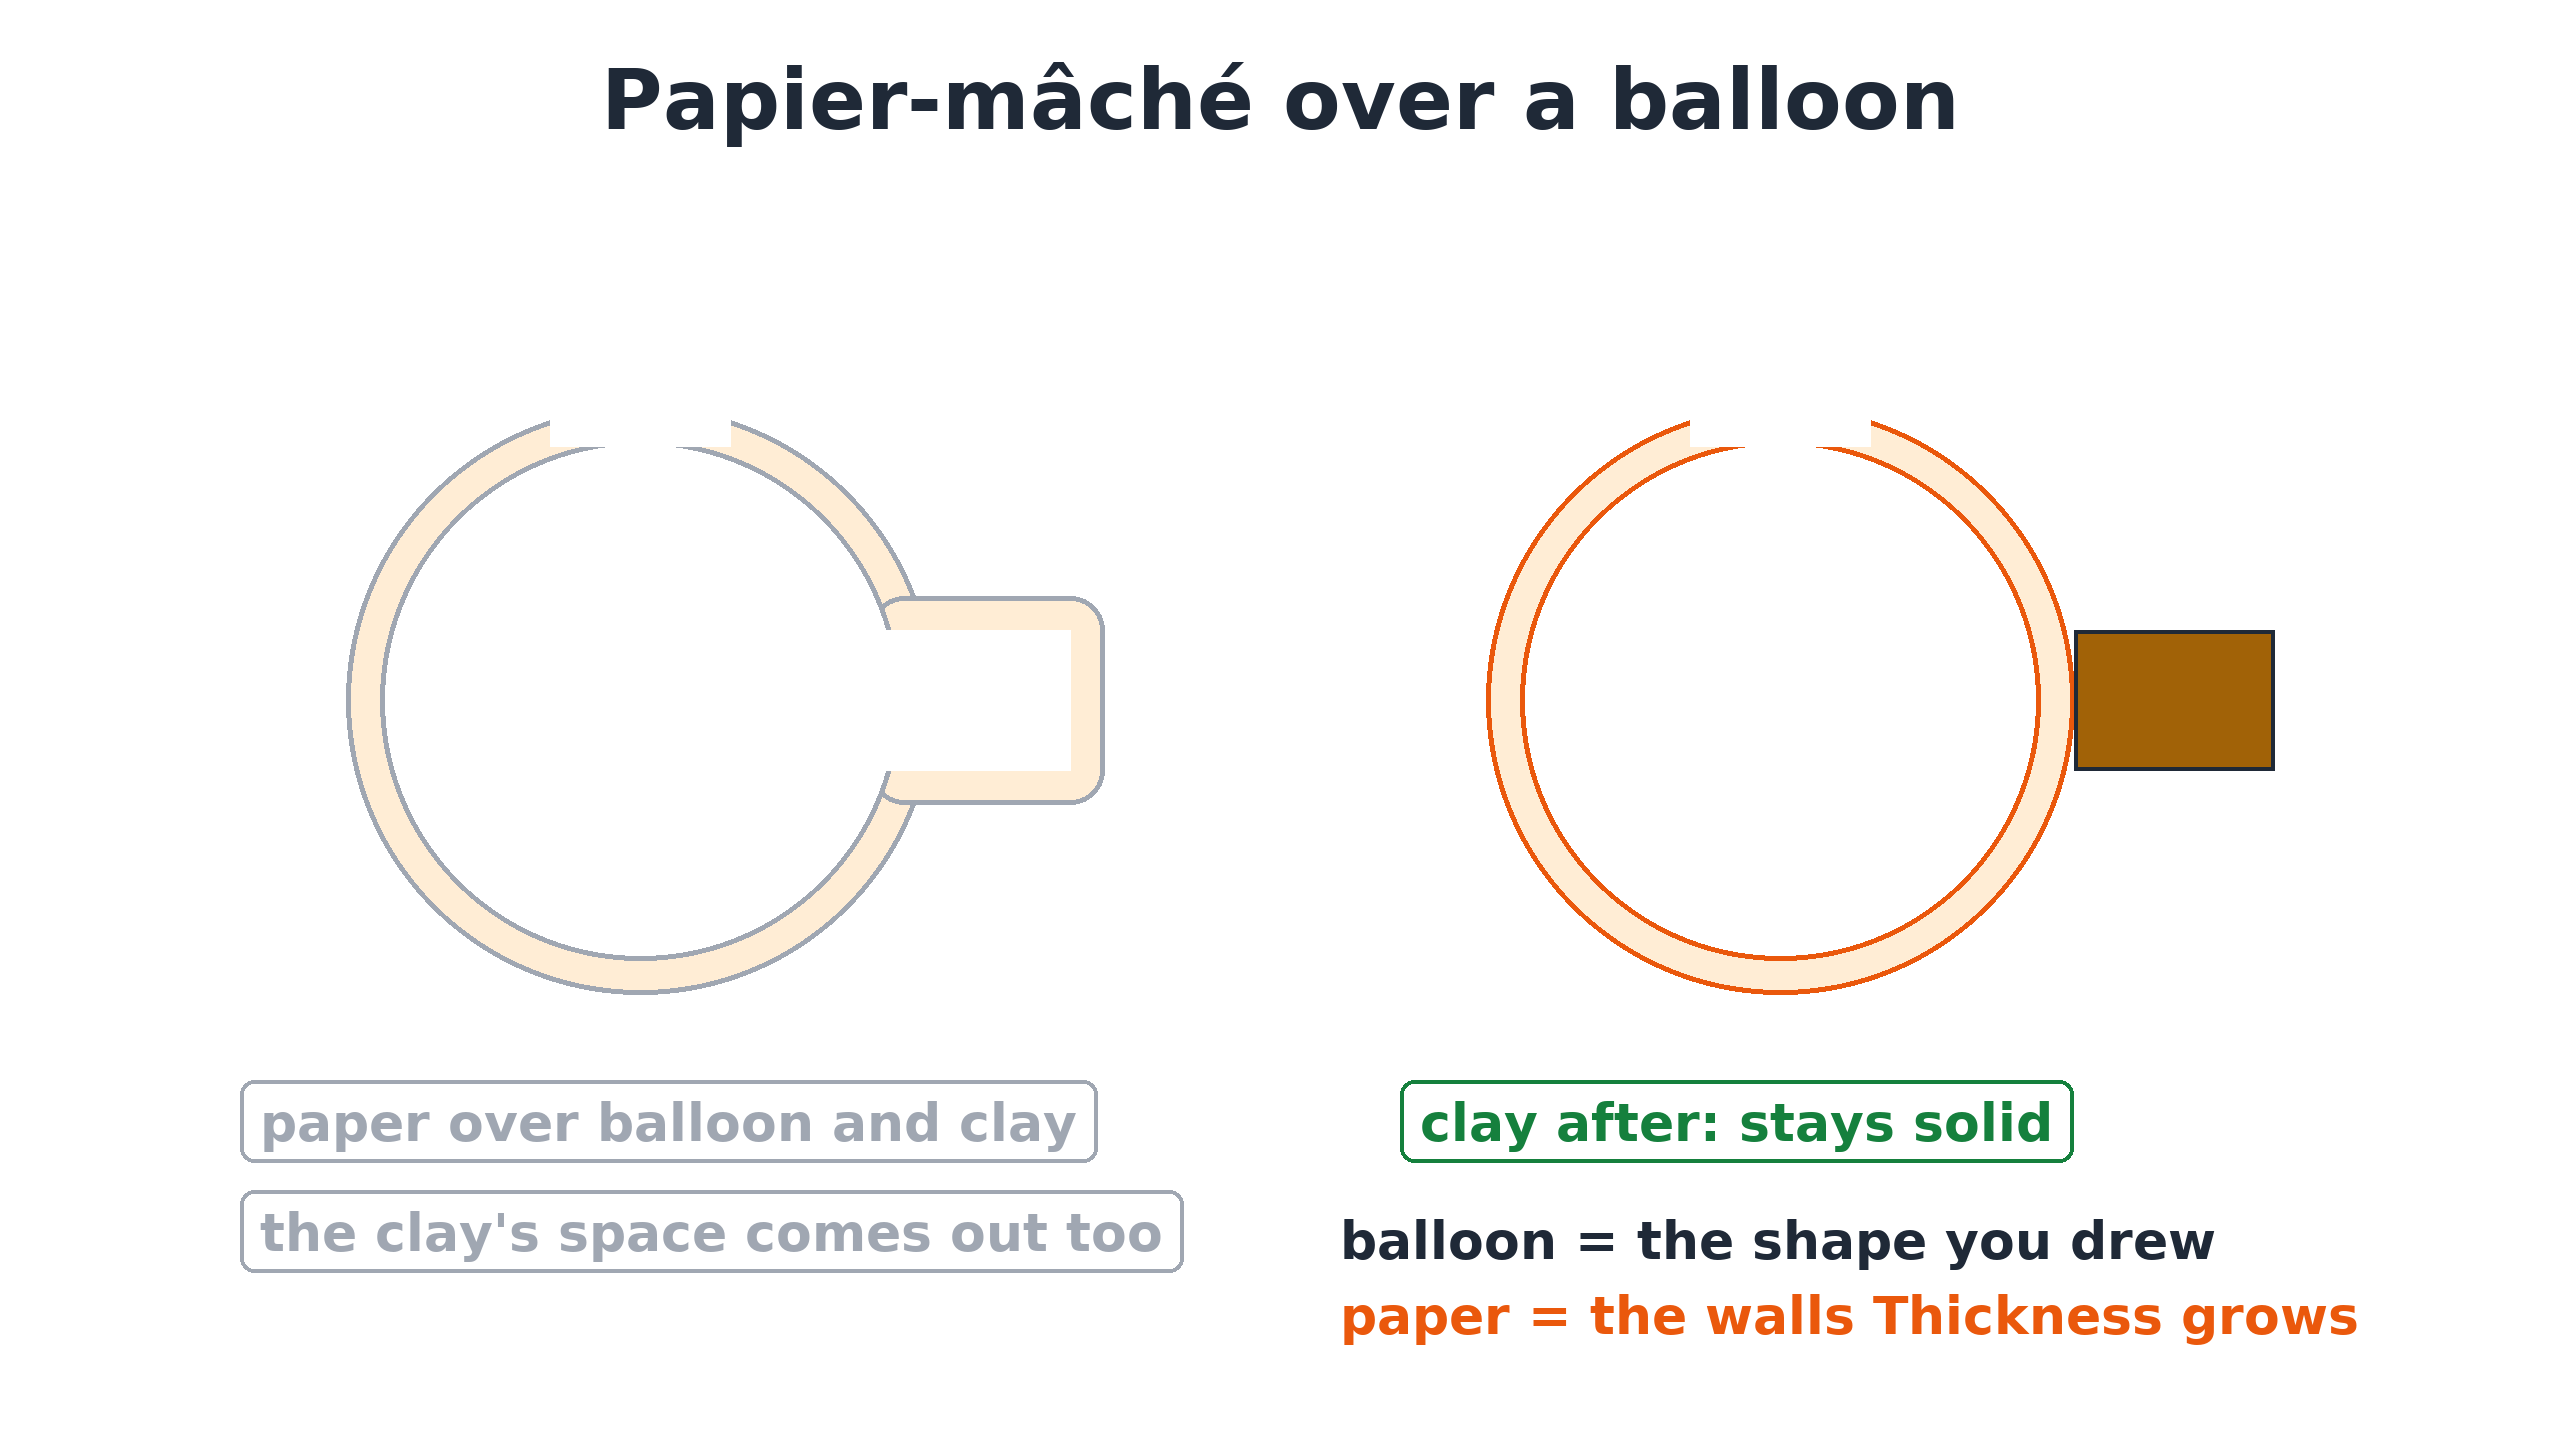 Papier-mâché over a balloon
paper over balloon and clay
the clay's space comes out too
clay after: stays solid
balloon = the shape you drew
paper = the walls Thickness grows